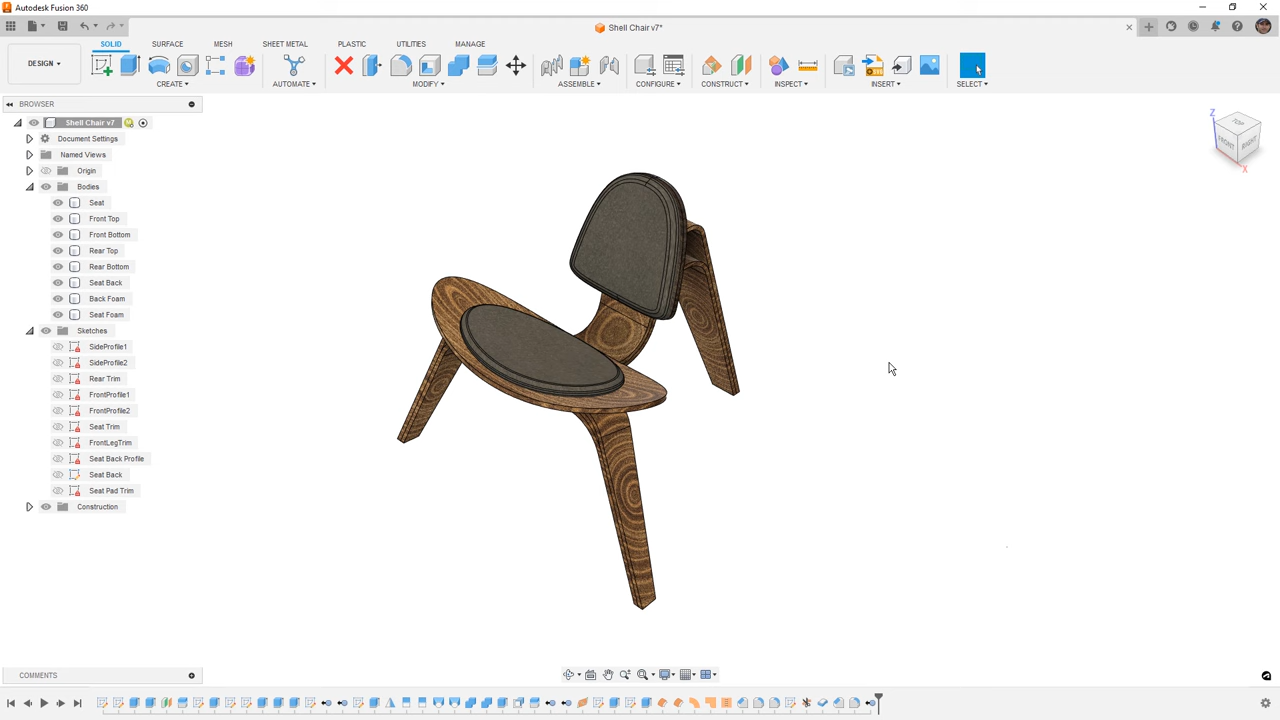 Autodesk Fusion 360
Shell Chair v7*
SOLID SURFACE MESH SHEET METAL PLASTIC UTILITIES MANAGE
DESIGN ▾
CREATE ▾ AUTOMATE ▾ MODIFY ▾ ASSEMBLE ▾ CONFIGURE ▾ CONSTRUCT ▾ INSPECT ▾ INSERT ▾ SELECT ▾
BROWSER
Shell Chair v7
Document Settings
Named Views
Origin
Bodies
Seat
Front Top
Front Bottom
Rear Top
Rear Bottom
Seat Back
Back Foam
Seat Foam
Sketches
SideProfile1
SideProfile2
Rear Trim
FrontProfile1
FrontProfile2
Seat Trim
FrontLegTrim
Seat Back Profile
Seat Back
Seat Pad Trim
Construction
Z
TOP
FRONT RIGHT
X
COMMENTS